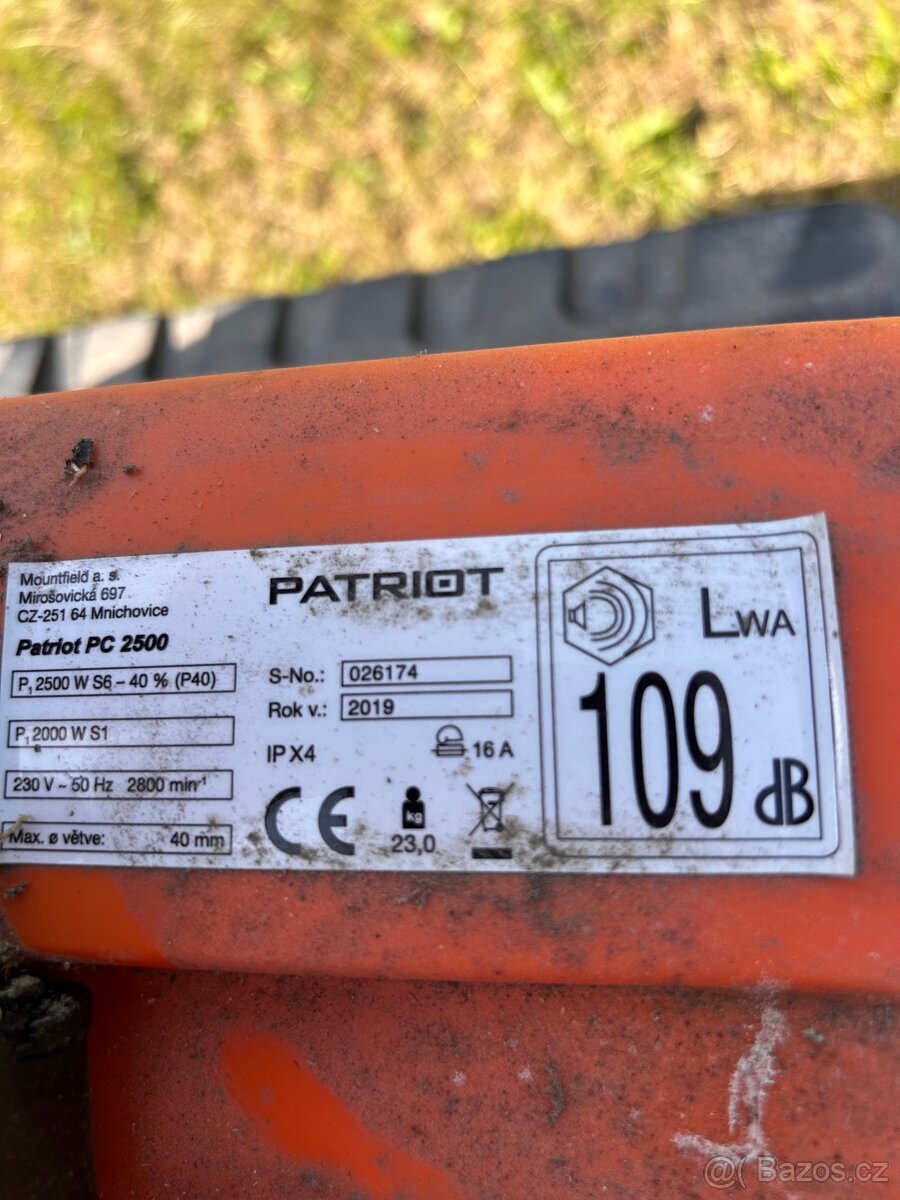 Mountfield a. s.
Mirošovická 697
CZ-251 64 Mnichovice
Patriot PC 2500
P₁ 2500 W S6 – 40 % (P40)
P₁ 2000 W S1
230 V ~ 50 Hz 2800 min⁻¹
Max. ø větve: 40 mm
PATRIOT
S-No.: 026174
Rok v.: 2019
IP X4
16 A
CE
kg
23,0
LWA
109 dB
@( Bazos.cz